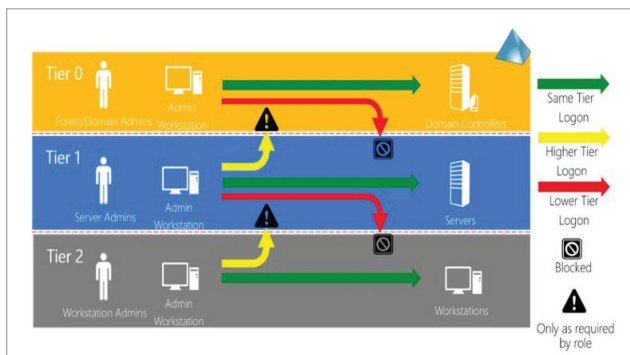 Tier 0
Forest/Domain Admins
Admin
Workstation
Domain Controllers
Tier 1
Server Admins
Admin
Workstation
Servers
Tier 2
Workstation Admins
Admin
Workstation
Workstations
Same Tier
Logon
Higher Tier
Logon
Lower Tier
Logon
Blocked
Only as required
by role